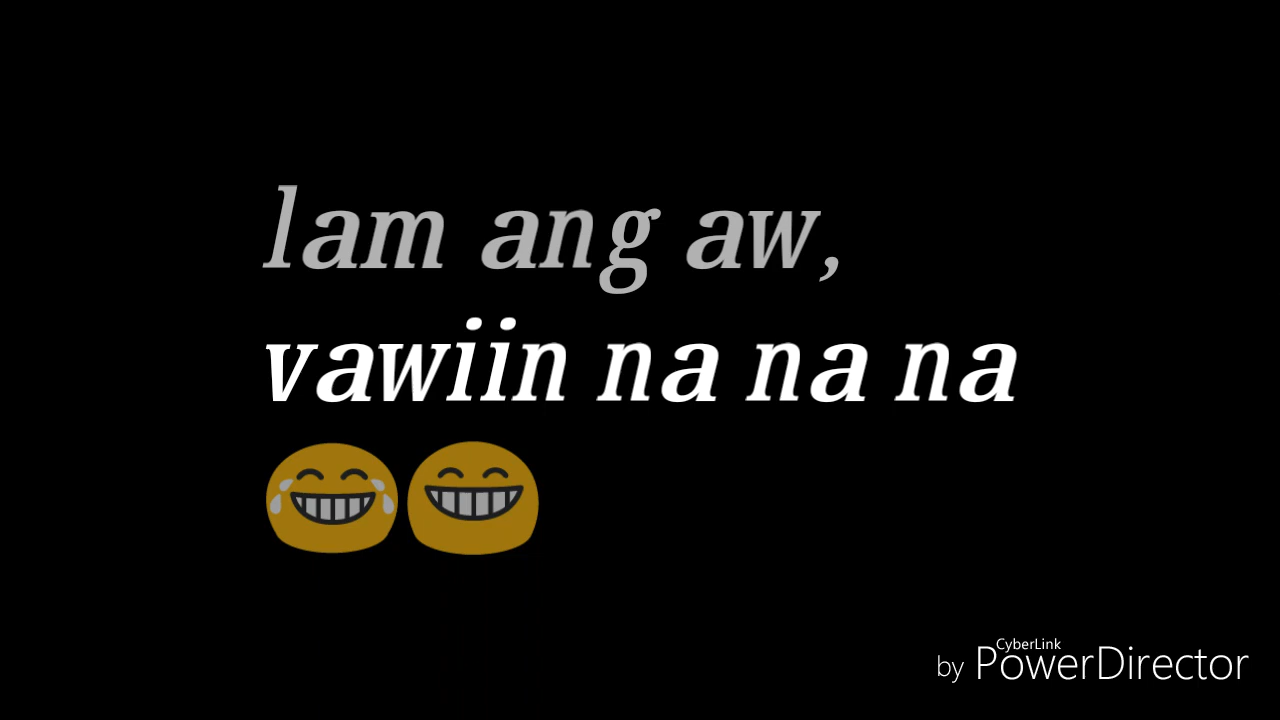 lam ang aw,
vawiin na na na
😂😁
CyberLink
by PowerDirector